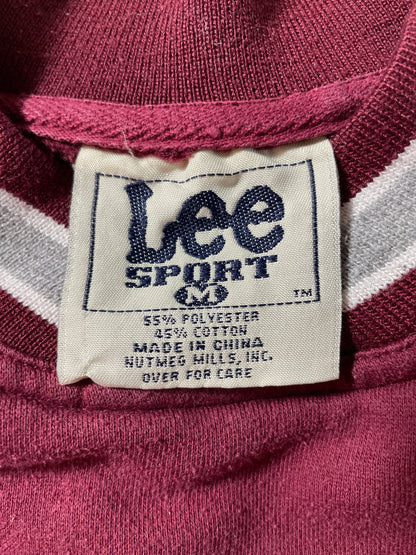 Lee
SPORT
TM
55% POLYESTER
45% COTTON
MADE IN CHINA
NUTMEG MILLS, INC.
OVER FOR CARE